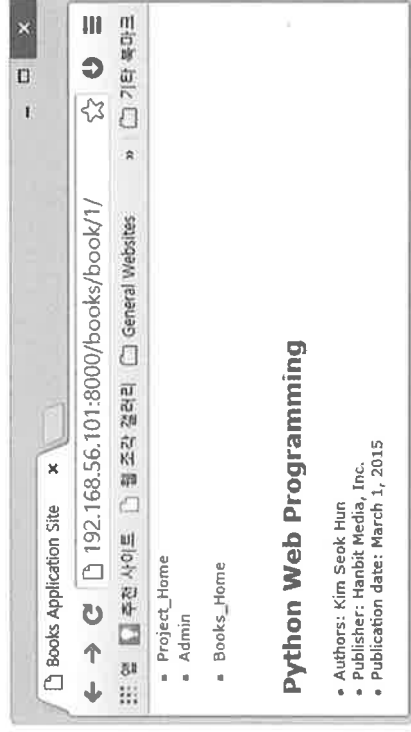 Books Application Site ×
192.168.56.101:8000/books/book/1/
앱 추천 사이트 웹 조각 갤러리 General Websites » 기타 북마크
• Project_Home
• Admin
• Books_Home
Python Web Programming
• Authors: Kim Seok Hun
• Publisher: Hanbit Media, Inc.
• Publication date: March 1, 2015